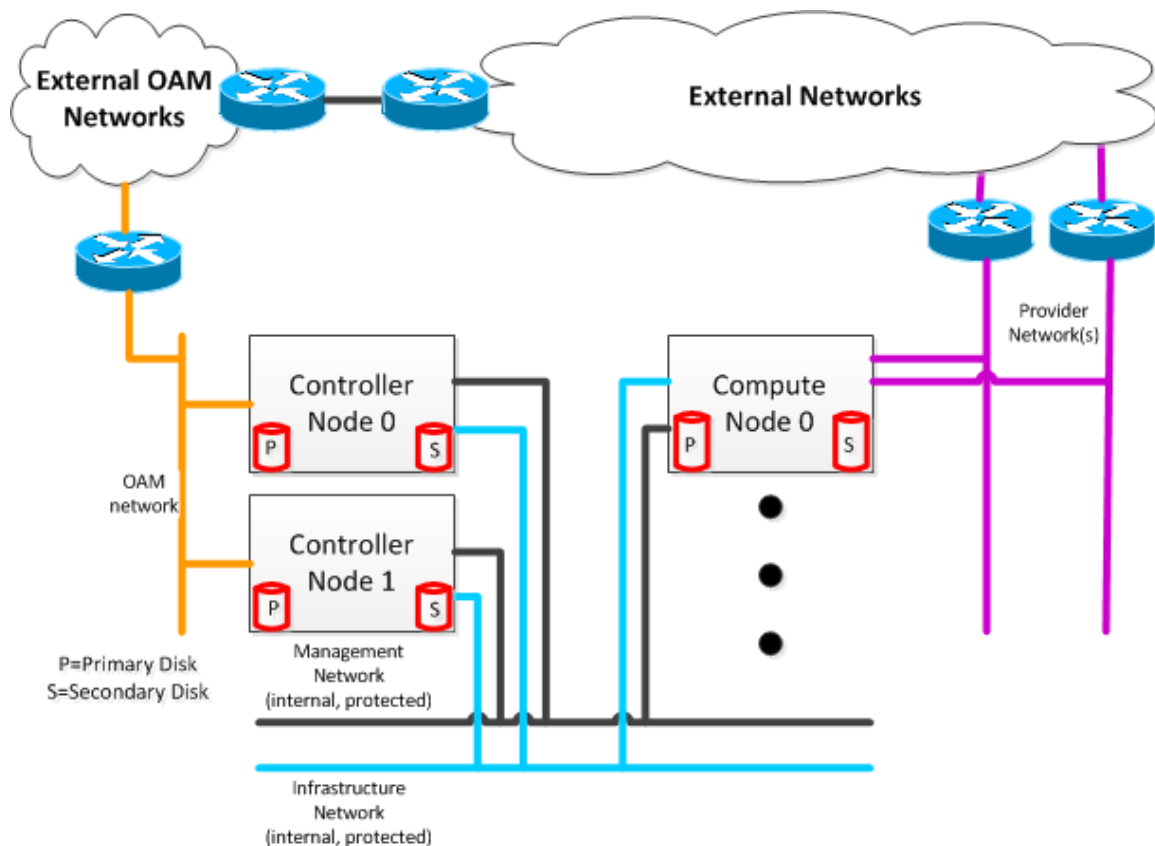 External OAM
Networks
External Networks
Provider
Network(s)
Controller
Node 0
P
S
Compute
Node 0
P
S
OAM
network
Controller
Node 1
P
S
P=Primary Disk
S=Secondary Disk
Management
Network
(internal, protected)
Infrastructure
Network
(internal, protected)